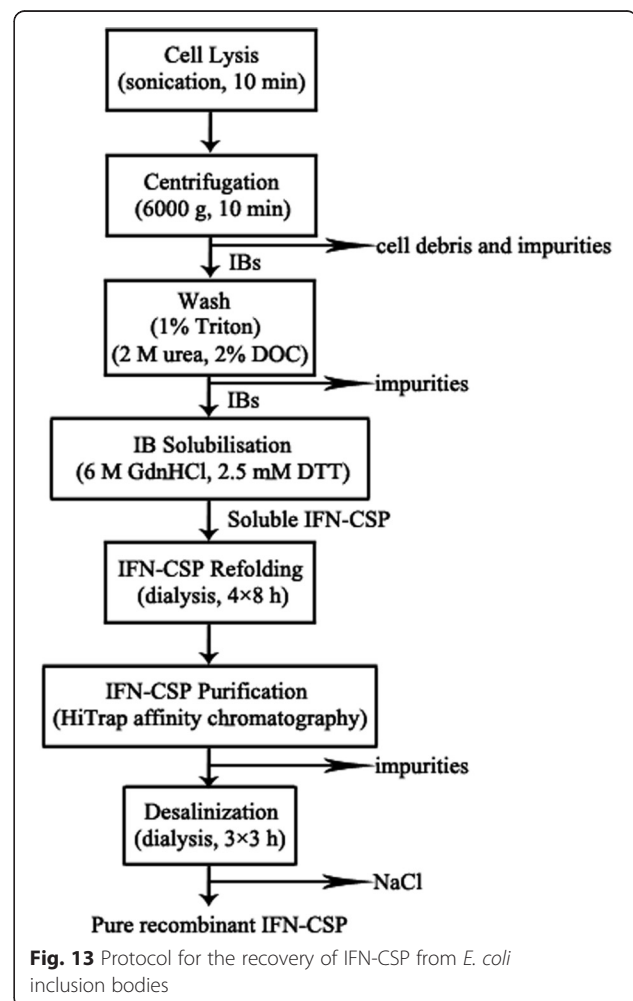 Cell Lysis
(sonication, 10 min)
Centrifugation
(6000 g, 10 min)
cell debris and impurities
IBs
Wash
(1% Triton)
(2 M urea, 2% DOC)
impurities
IBs
IB Solubilisation
(6 M GdnHCl, 2.5 mM DTT)
Soluble IFN-CSP
IFN-CSP Refolding
(dialysis, 4×8 h)
IFN-CSP Purification
(HiTrap affinity chromatography)
impurities
Desalinization
(dialysis, 3×3 h)
NaCl
Pure recombinant IFN-CSP
Fig. 13 Protocol for the recovery of IFN-CSP from E. coli
inclusion bodies